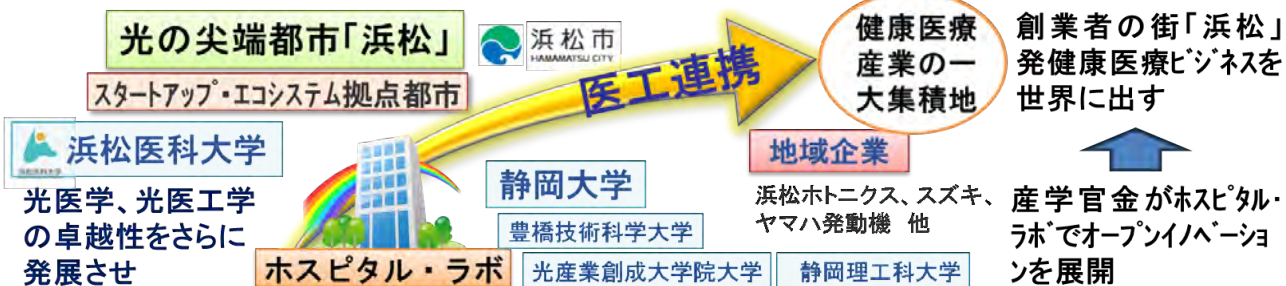 光の尖端都市「浜松」
浜松市
HAMAMATSU CITY
スタートアップ・エコシステム拠点都市
医工連携
健康医療
産業の一
大集積地
創業者の街「浜松」
発健康医療ビジネスを
世界に出す
浜松医科大学
光医学、光医工学
の卓越性をさらに
発展させ
ホスピタル・ラボ
静岡大学
豊橋技術科学大学
光産業創成大学院大学
静岡理工科大学
地域企業
浜松ホトニクス、スズキ、
ヤマハ発動機 他
産学官金がホスピタル・
ラボでオープンイノベーショ
ンを展開